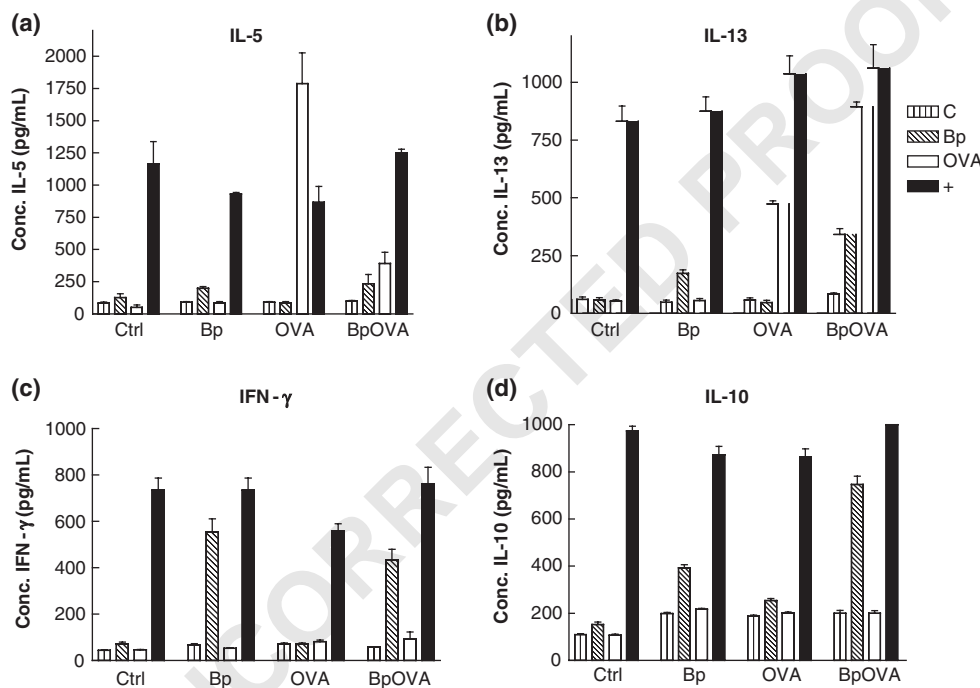 (a)
IL-5
Conc. IL-5 (pg/mL)
2000
1750
1500
1250
1000
750
500
250
0
Ctrl Bp OVA BpOVA
(b)
IL-13
Conc. IL-13 (pg/mL)
1000
750
500
250
0
Ctrl Bp OVA BpOVA
C
Bp
OVA
+
(c)
IFN - γ
Conc. IFN - γ (pg/mL)
1000
800
600
400
200
0
Ctrl Bp OVA BpOVA
(d)
IL-10
Conc. IL-10 (pg/mL)
1000
800
600
400
200
0
Ctrl Bp OVA BpOVA
CORRECTED PROO